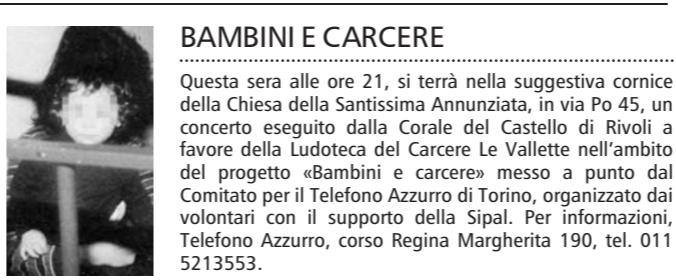 BAMBINI E CARCERE
Questa sera alle ore 21, si terrà nella suggestiva cornice
della Chiesa della Santissima Annunziata, in via Po 45, un
concerto eseguito dalla Corale del Castello di Rivoli a
favore della Ludoteca del Carcere Le Vallette nell'ambito
del progetto «Bambini e carcere» messo a punto dal
Comitato per il Telefono Azzurro di Torino, organizzato dai
volontari con il supporto della Sipal. Per informazioni,
Telefono Azzurro, corso Regina Margherita 190, tel. 011
5213553.